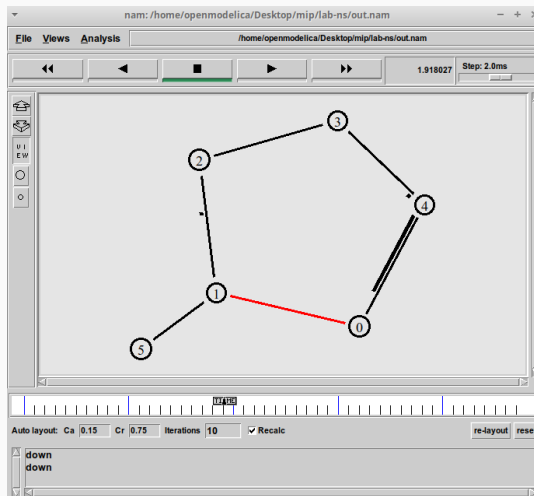 nam: /home/openmodelica/Desktop/mip/lab-ns/out.nam
File Views Analysis /home/openmodelica/Desktop/mip/lab-ns/out.nam
1.918027 Step: 2.0ms
3
2
V I
E W
4
1
0
5
TIME
Auto layout: Ca 0.15 Cr 0.75 Iterations 10 Recalc re-layout rese
down
down